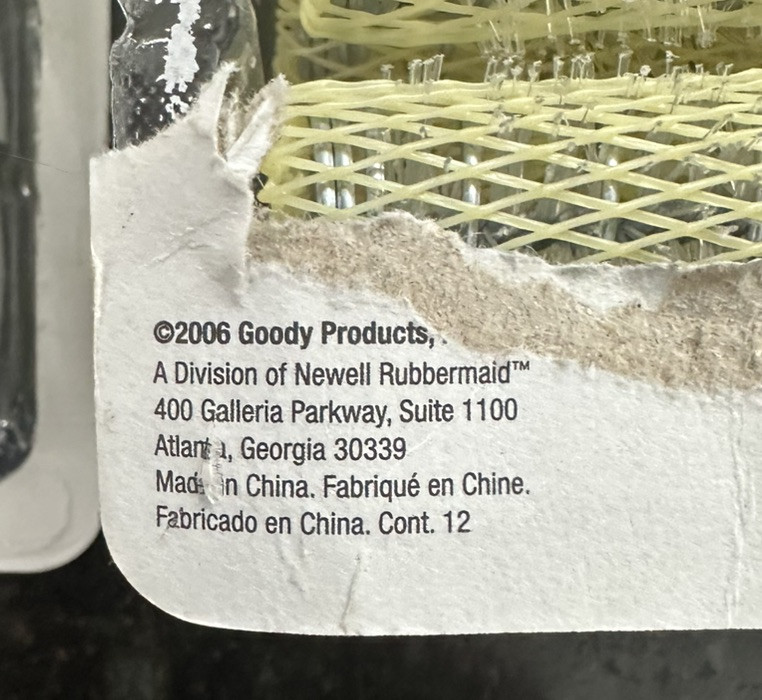 ©2006 Goody Products,
A Division of Newell Rubbermaid™
400 Galleria Parkway, Suite 1100
Atlanta, Georgia 30339
Made in China. Fabriqué en Chine.
Fabricado en China. Cont. 12